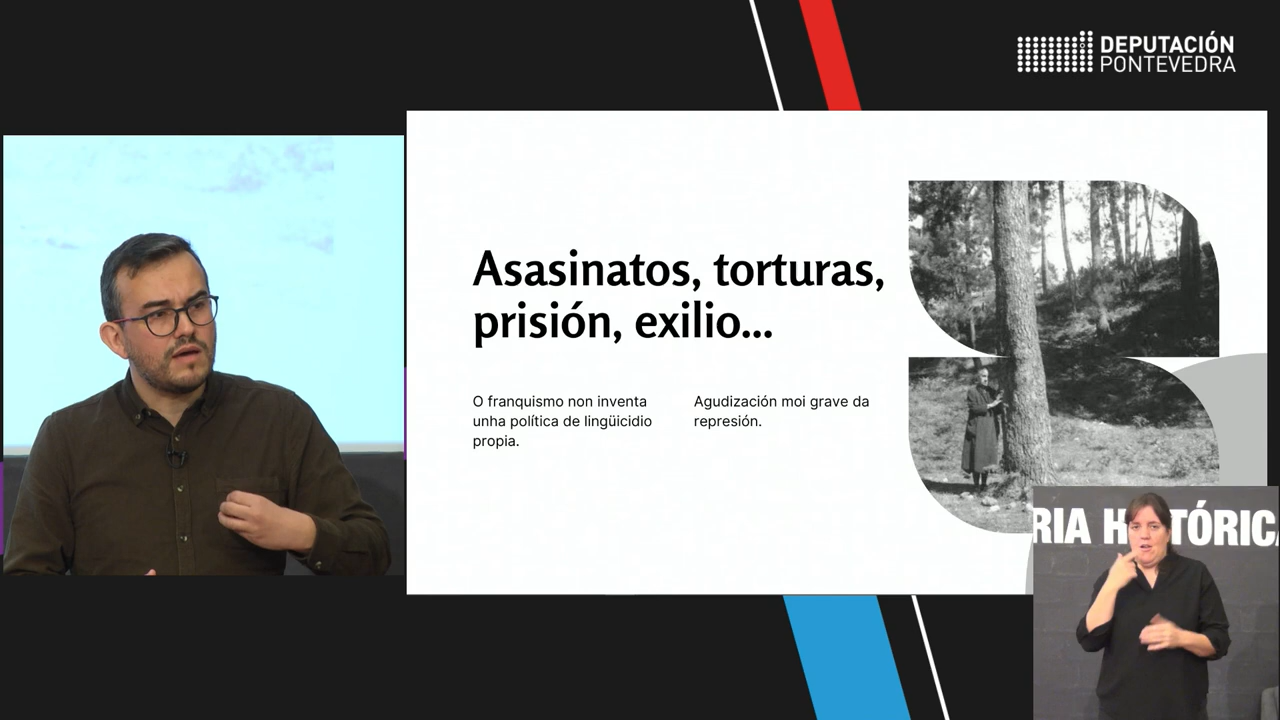 DEPUTACIÓN
PONTEVEDRA
Asasinatos, torturas,
prisión, exilio...
O franquismo non inventa
unha política de lingüicidio
propia.
Agudización moi grave da
represión.
RIA H TÓRICA